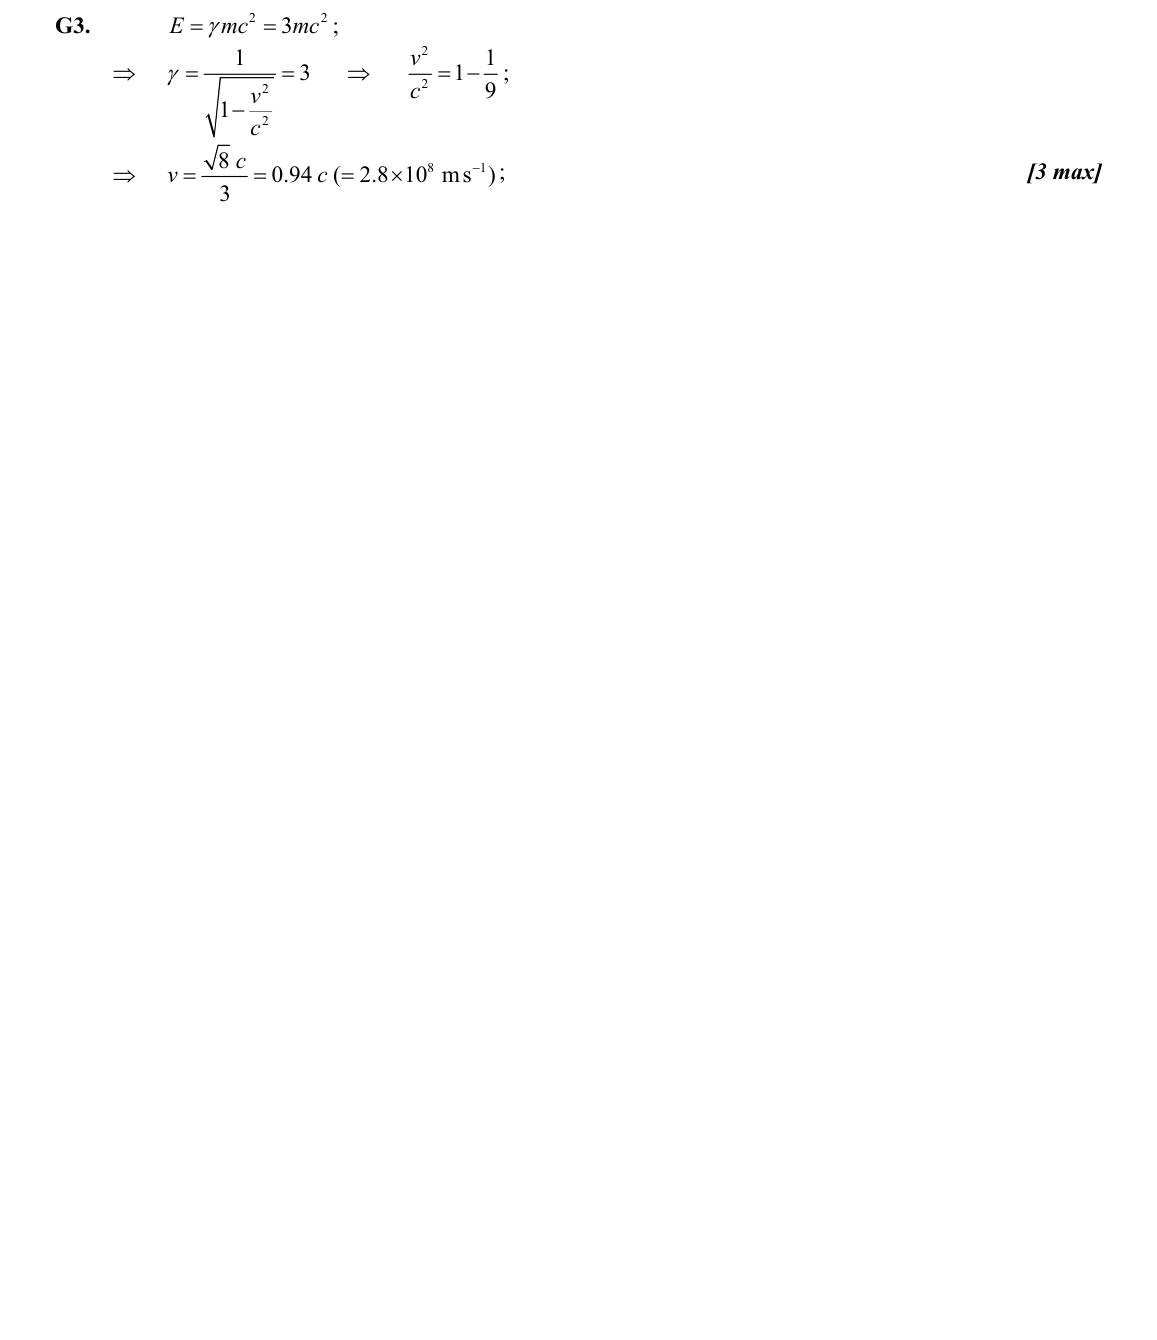 G3. E = γmc² = 3mc² ;
⇒ γ = 1/√(1 − v²/c²) = 3 ⇒ v²/c² = 1 − 1/9 ;
⇒ v = √8 c/3 = 0.94 c (= 2.8×10⁸ m s⁻¹) ; [3 max]